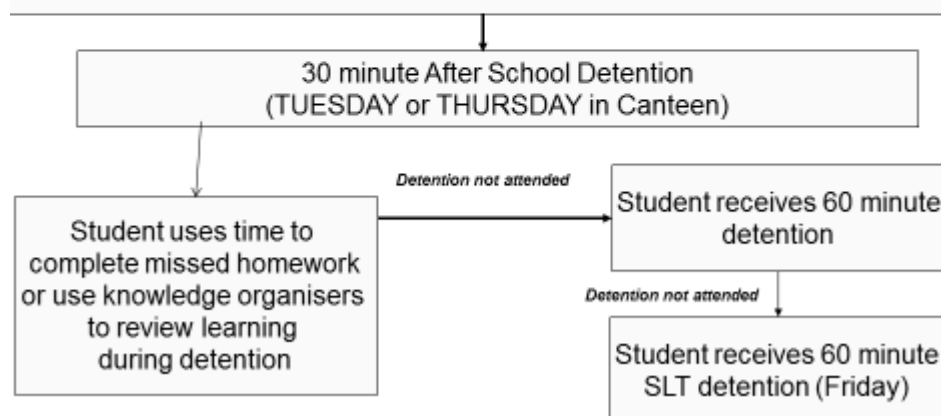 30 minute After School Detention
(TUESDAY or THURSDAY in Canteen)
Detention not attended
Student uses time to
complete missed homework
or use knowledge organisers
to review learning
during detention
Student receives 60 minute
detention
Detention not attended
Student receives 60 minute
SLT detention (Friday)